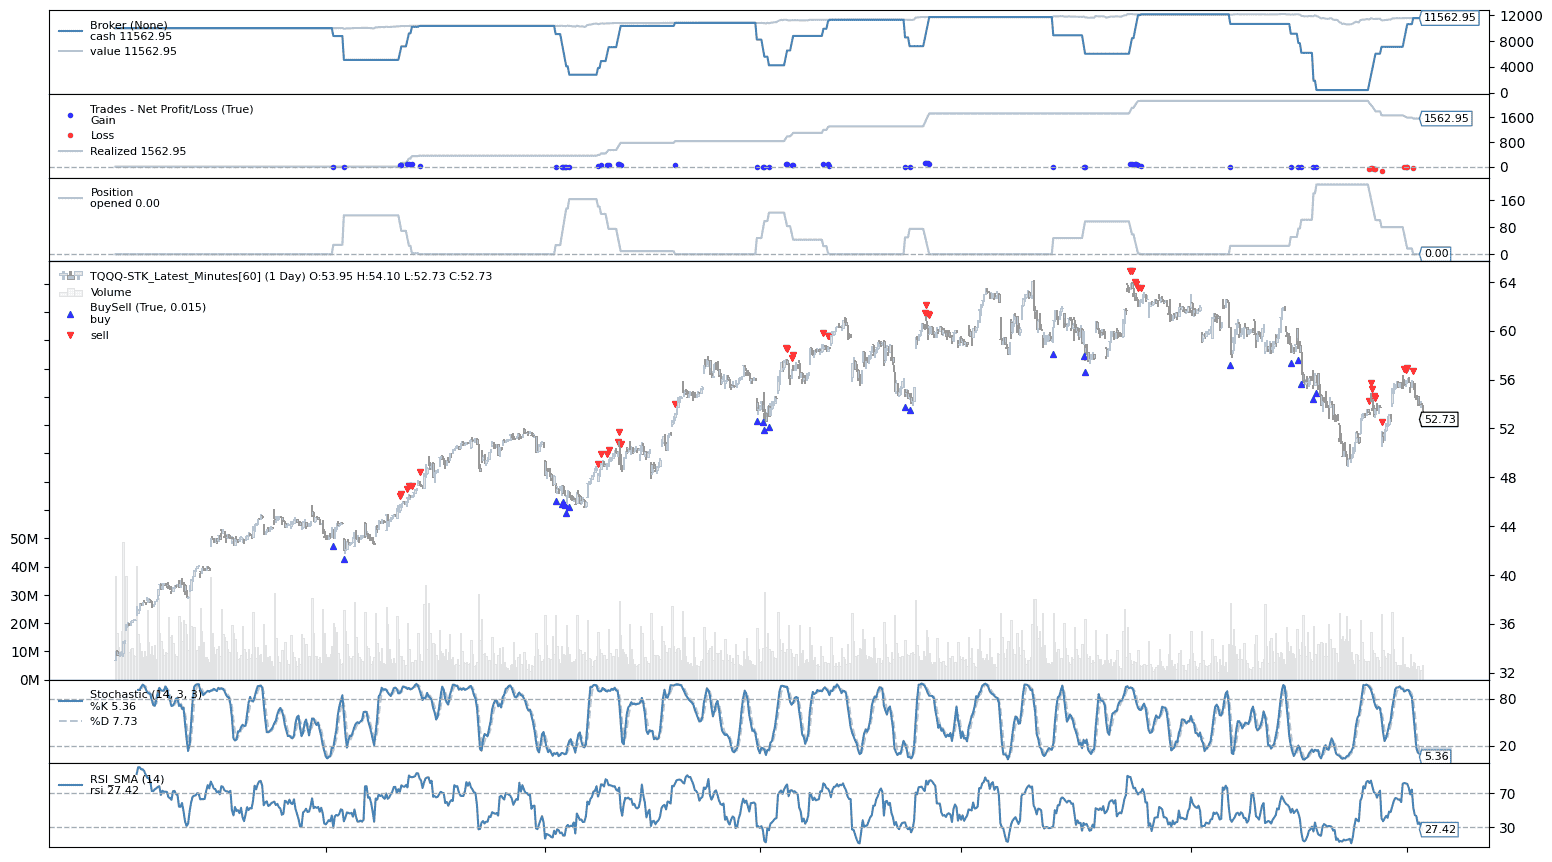 Broker (None)
cash 11562.95
value 11562.95
12000
11562.95
8000
4000
0
Trades - Net Profit/Loss (True)
Gain
Loss
Realized 1562.95
1600
1562.95
800
0
Position
opened 0.00
160
80
0
0.00
TQQQ-STK_Latest_Minutes[60] (1 Day) O:53.95 H:54.10 L:52.73 C:52.73
Volume
BuySell (True, 0.015)
buy
sell
64
60
56
52.73
52
48
44
40
36
32
50M
40M
30M
20M
10M
0M
Stochastic (14, 3, 3)
%K 5.36
%D 7.73
80
20
5.36
RSI_SMA (14)
rsi 27.42
70
30
27.42